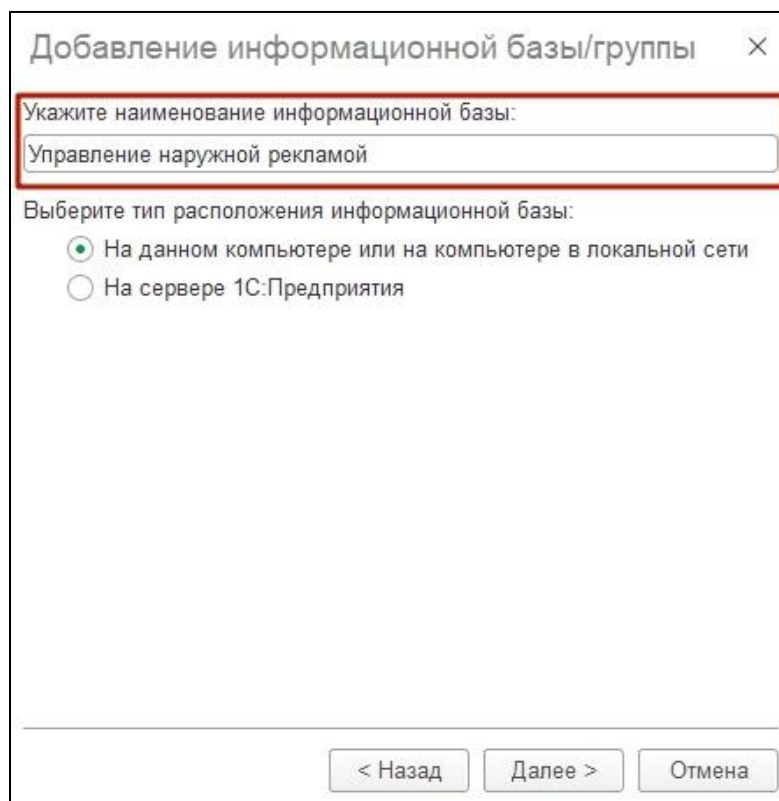 Добавление информационной базы/группы
Укажите наименование информационной базы:
Управление наружной рекламой
Выберите тип расположения информационной базы:
На данном компьютере или на компьютере в локальной сети
На сервере 1С:Предприятия
< Назад Далее > Отмена